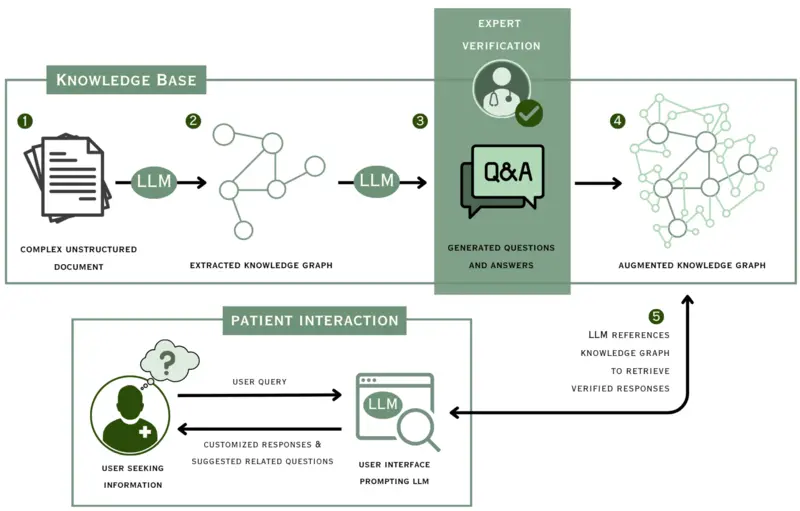 EXPERT
VERIFICATION
KNOWLEDGE BASE
1
2
3
4
LLM
LLM
Q&A
COMPLEX UNSTRUCTURED
DOCUMENT
EXTRACTED KNOWLEDGE GRAPH
GENERATED QUESTIONS
AND ANSWERS
AUGMENTED KNOWLEDGE GRAPH
PATIENT INTERACTION
5
LLM REFERENCES
KNOWLEDGE GRAPH
TO RETRIEVE
VERIFIED RESPONSES
?
USER QUERY
LLM
CUSTOMIZED RESPONSES &
SUGGESTED RELATED QUESTIONS
USER SEEKING
INFORMATION
USER INTERFACE
PROMPTING LLM